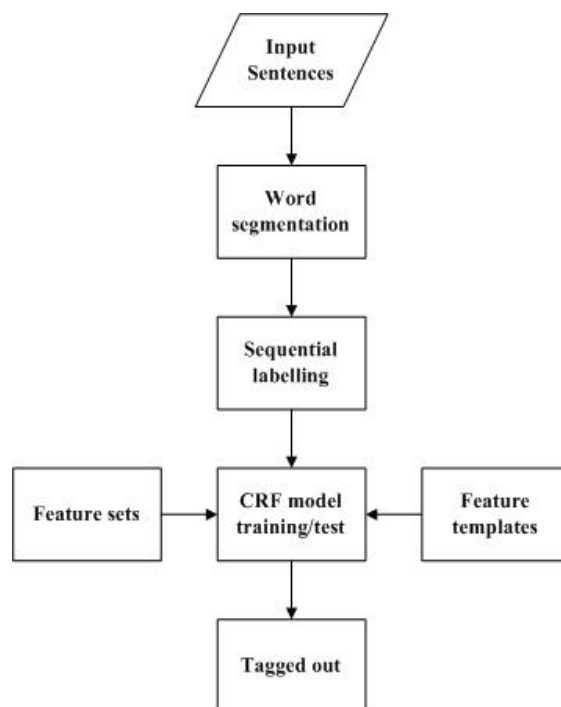 Input
Sentences
Word
segmentation
Sequential
labelling
Feature sets
CRF model
training/test
Feature
templates
Tagged out